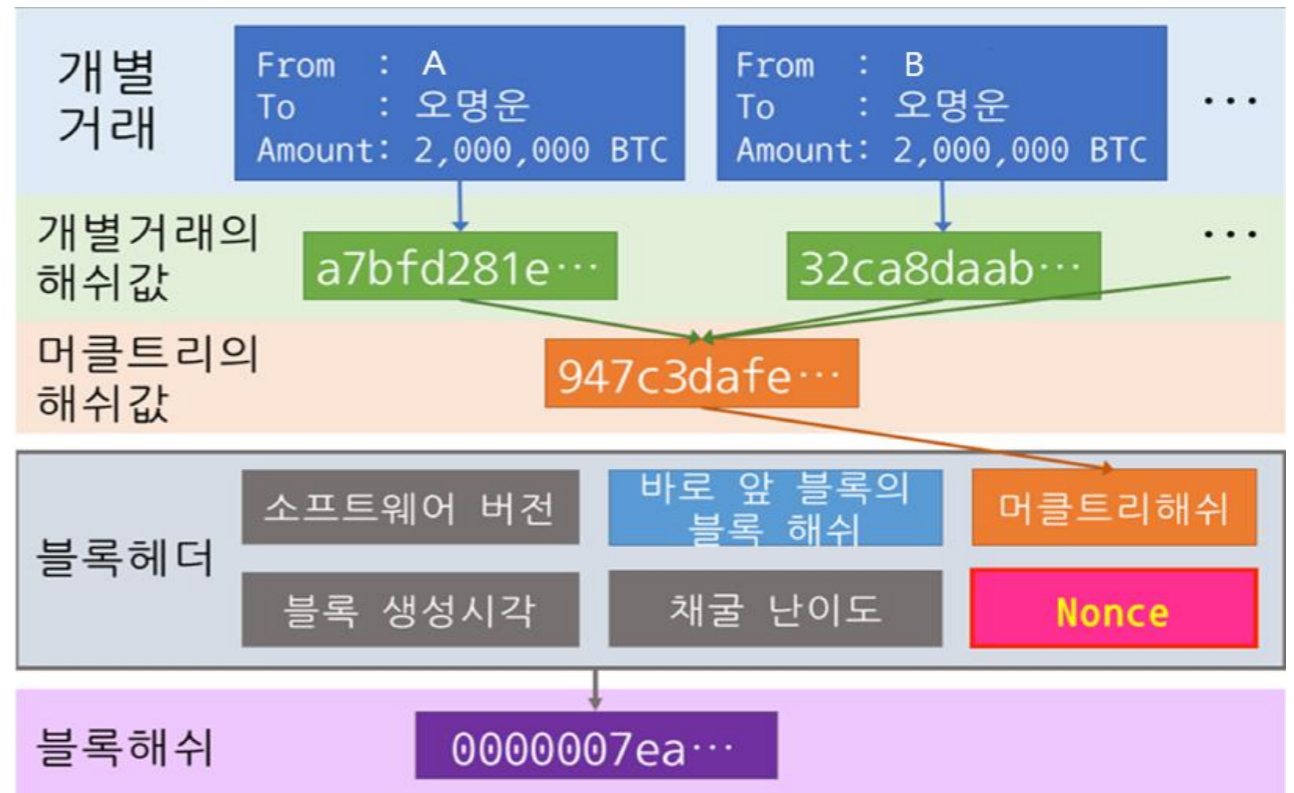 개별
거래
From : A
To : 오명운
Amount: 2,000,000 BTC
From : B
To : 오명운
Amount: 2,000,000 BTC
...
개별거래의
해쉬값
a7bfd281e...
32ca8daab...
...
머클트리의
해쉬값
947c3dafe...
블록헤더
소프트웨어 버전
바로 앞 블록의
블록 해쉬
머클트리해쉬
블록 생성시각
채굴 난이도
Nonce
블록해쉬
0000007ea...